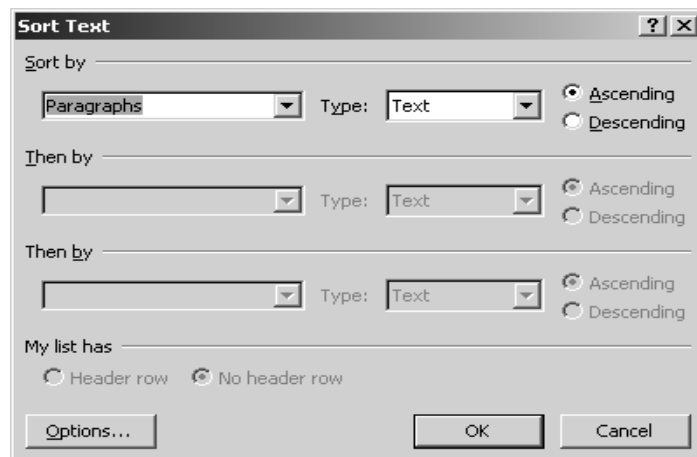 Sort Text
Sort by
Paragraphs Type: Text Ascending
Descending
Then by
Type: Text Ascending
Descending
Then by
Type: Text Ascending
Descending
My list has
Header row No header row
Options... OK Cancel